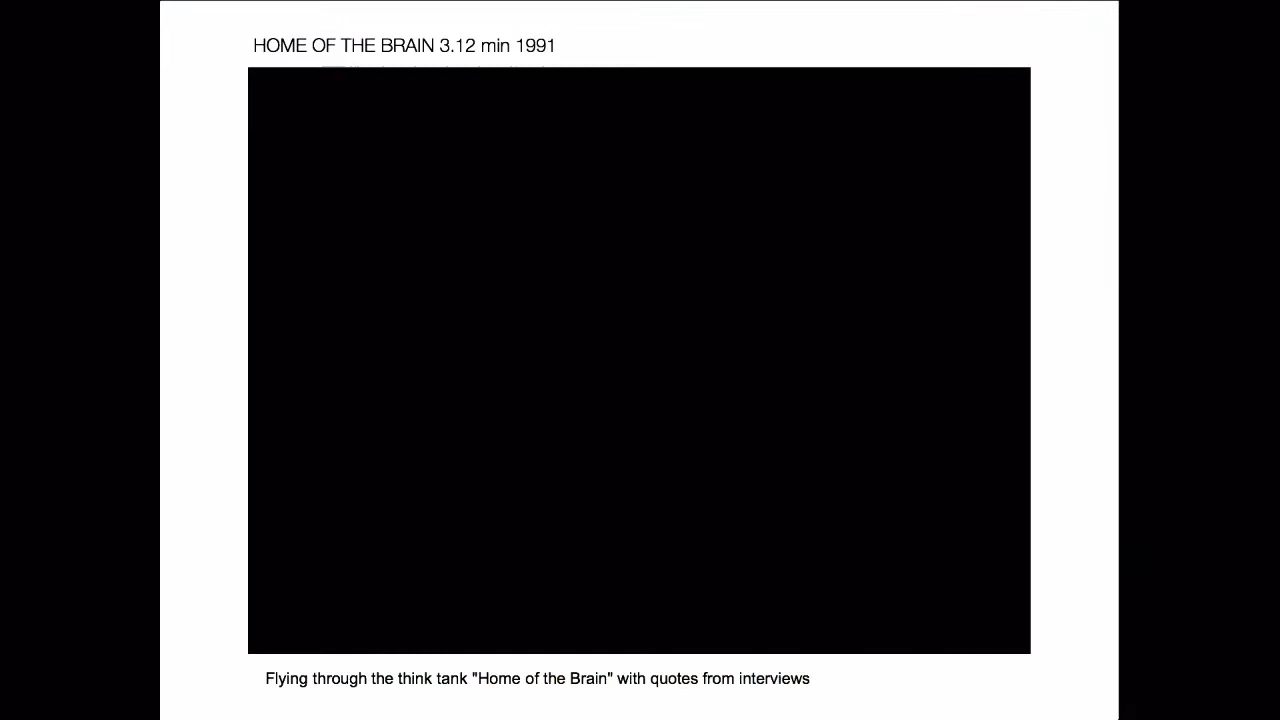 HOME OF THE BRAIN 3.12 min 1991
Flying through the think tank "Home of the Brain" with quotes from interviews